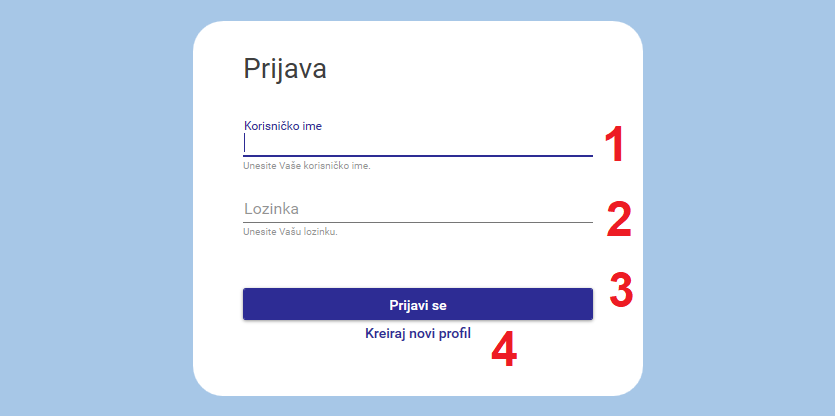 Prijava
Korisničko ime
1
Unesite Vaše korisničko ime.
Lozinka
2
Unesite Vašu lozinku.
3
Prijavi se
Kreiraj novi profil
4